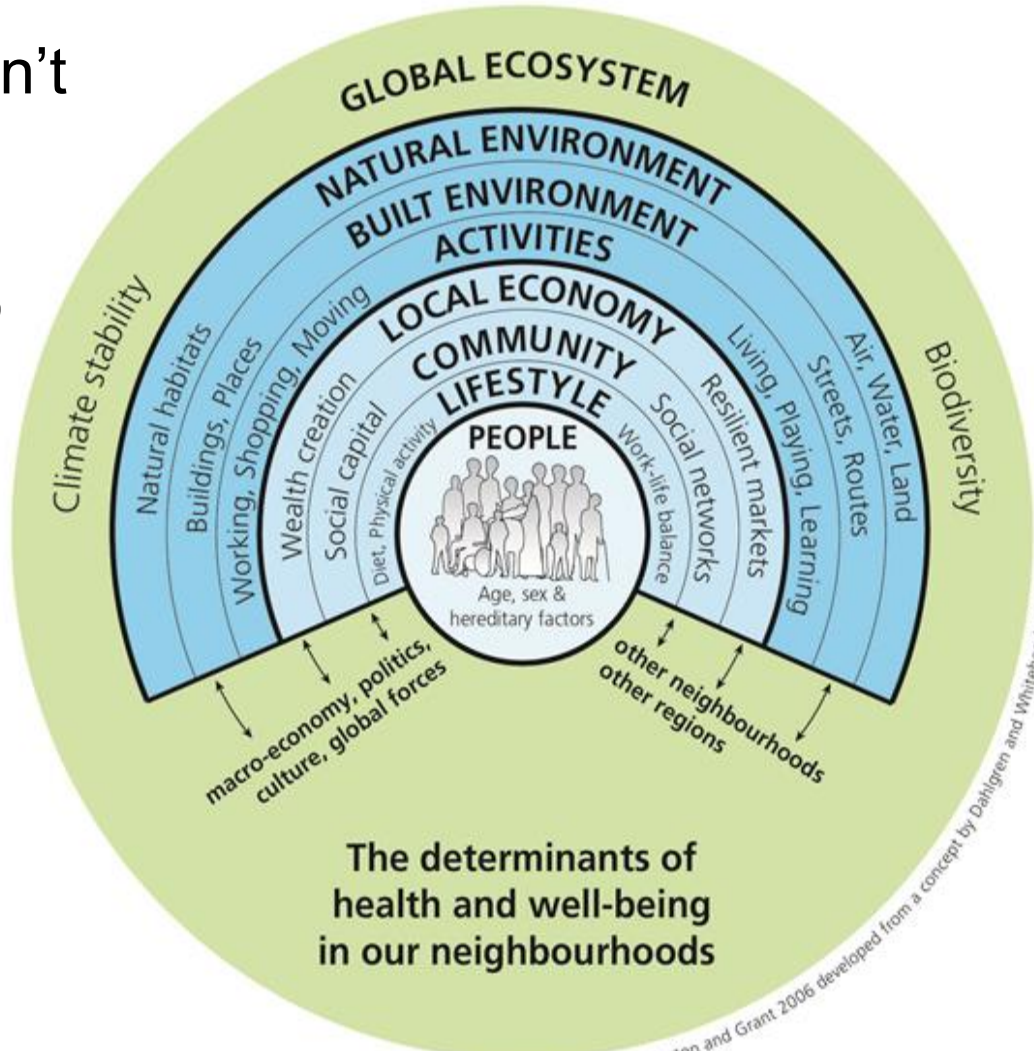 n't
GLOBAL ECOSYSTEM
NATURAL ENVIRONMENT
BUILT ENVIRONMENT
ACTIVITIES
LOCAL ECONOMY
COMMUNITY
LIFESTYLE
PEOPLE
Climate stability
Natural habitats
Buildings, Places
Working, Shopping, Moving
Wealth creation
Social capital
Diet, Physical activity
Work-life balance
Social networks
Resilient markets
Living, Playing, Learning
Streets, Routes
Air, Water, Land
Biodiversity
Age, sex &
hereditary factors
macro-economy, politics,
culture, global forces
other neighbourhoods
other regions
The determinants of
health and well-being
in our neighbourhoods
and Grant 2006 developed from a concept by Dahlgren and